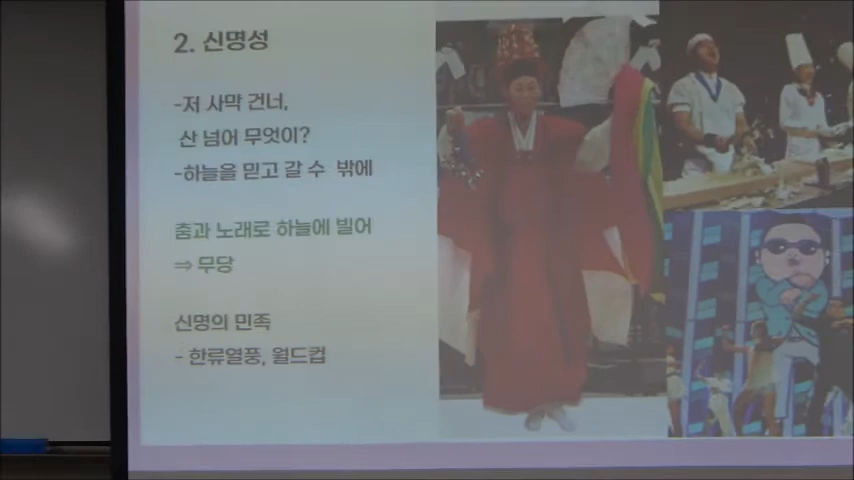 2. 신명성
-저 사막 건너,
산 넘어 무엇이?
-하늘을 믿고 갈 수 밖에
춤과 노래로 하늘에 빌어
⇒ 무당
신명의 민족
- 한류열풍, 월드컵